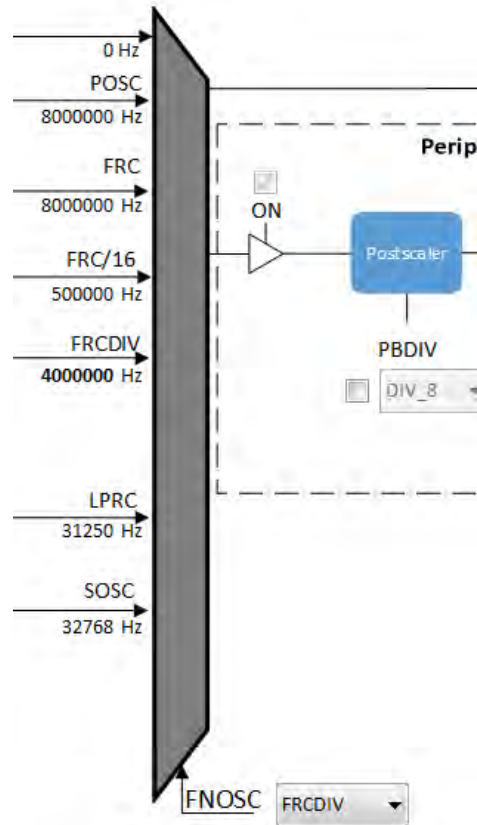 0 Hz
POSC
8000000 Hz
Perip
FRC
8000000 Hz
ON
FRC/16
500000 Hz
Postscaler
FRCDIV
4000000 Hz
PBDIV
DIV_8
LPRC
31250 Hz
SOSC
32768 Hz
FNOSC
FRCDIV